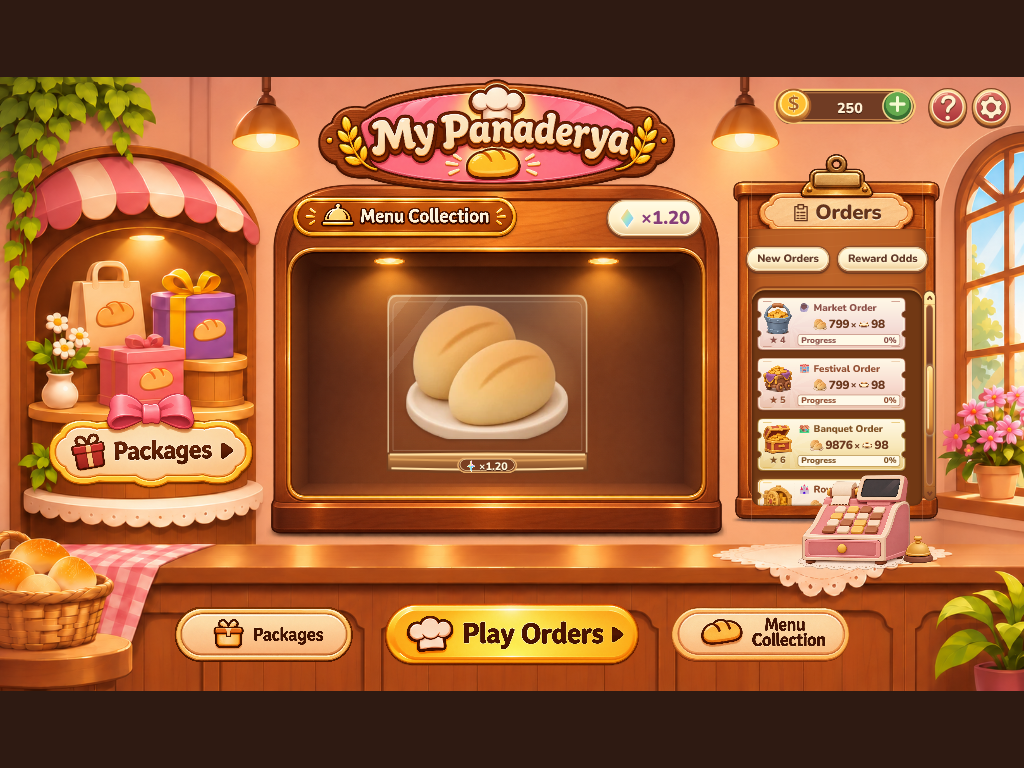 My Panaderya
$ 250 +
?
Menu Collection
×1.20
Orders
New Orders
Reward Odds
Market Order
799 × 98
★ 4
Progress 0%
Festival Order
799 × 98
★ 5
Progress 0%
Banquet Order
9876 × 98
★ 6
Progress 0%
×1.20
Packages
Packages
Play Orders
Menu
Collection